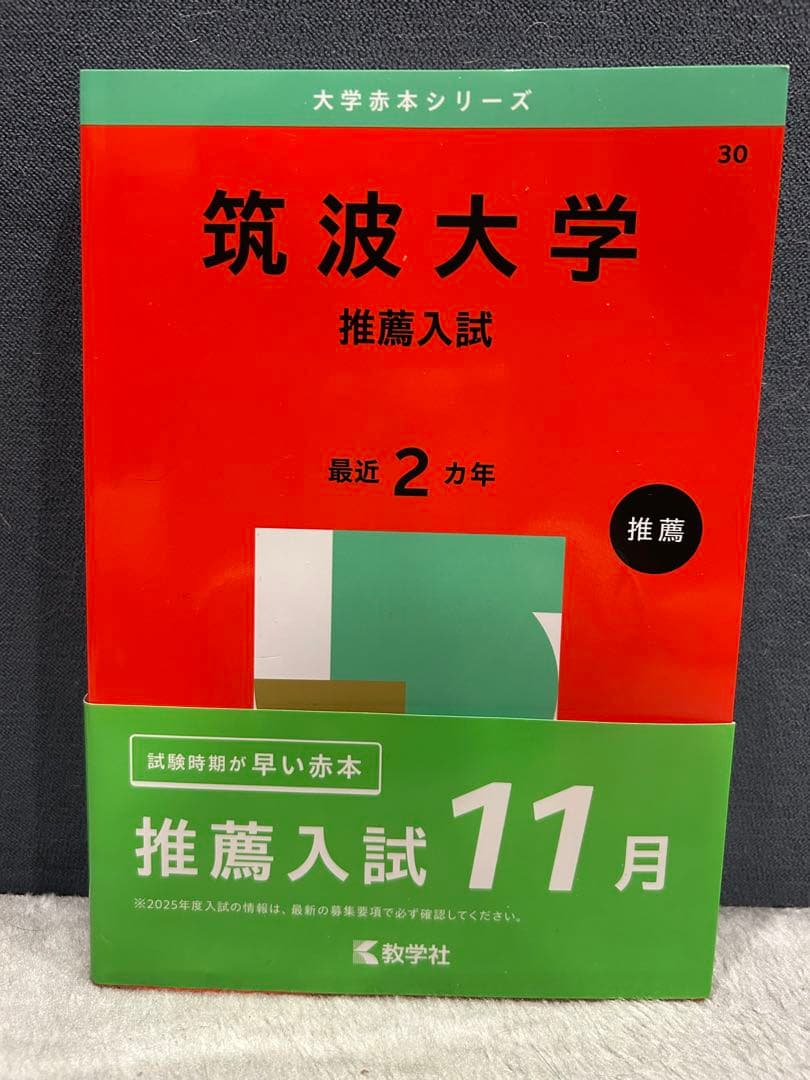 大学赤本シリーズ
30
筑波大学
推薦入試
最近2カ年
推薦
試験時期が早い赤本
推薦入試11月
※2025年度入試の情報は、最新の募集要項で必ず確認してください。
教学社